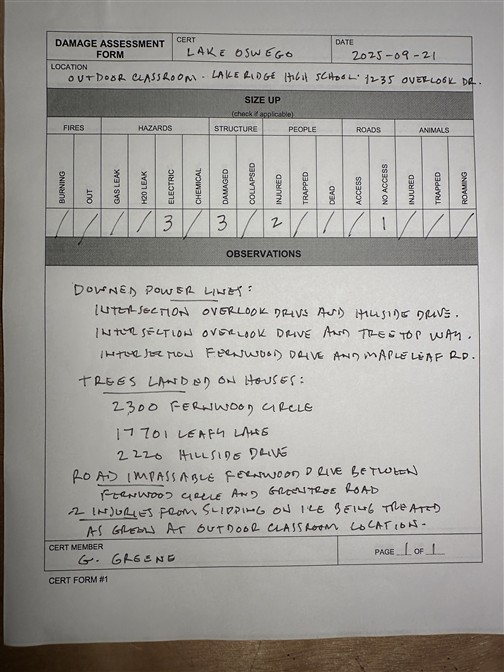 DAMAGE ASSESSMENT FORM
CERT LAKE OSWEGO
DATE 2025-09-21
LOCATION
OUTDOOR CLASSROOM - LAKERIDGE HIGH SCHOOL 1235 OVERLOOK DR.
SIZE UP
(check if applicable)
FIRES HAZARDS STRUCTURE PEOPLE ROADS ANIMALS
BURNING OUT GAS LEAK H20 LEAK ELECTRIC CHEMICAL DAMAGED COLLAPSED INJURED TRAPPED DEAD ACCESS NO ACCESS INJURED TRAPPED ROAMING
/ / / / 3 / 3 / 2 / / / 1 / / /
OBSERVATIONS
DOWNED POWER LINES:
INTERSECTION OVERLOOK DRIVE AND HILLSIDE DRIVE.
INTERSECTION OVERLOOK DRIVE AND TREETOP WAY.
INTERSECTION FERNWOOD DRIVE AND MAPLELEAF RD.
TREES LANDED ON HOUSES:
2300 FERNWOOD CIRCLE
17701 LEAFY LANE
2220 HILLSIDE DRIVE
ROAD IMPASSABLE FERNWOOD DRIVE BETWEEN
FERNWOOD CIRCLE AND GREENTREE ROAD
2 INJURIES FROM SLIPPING ON ICE BEING TREATED
AS GREEN AT OUTDOOR CLASSROOM LOCATION.
CERT MEMBER
G. GREENE
PAGE 1 OF 1
CERT FORM #1